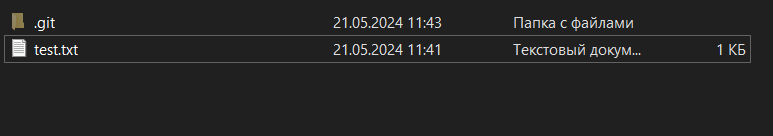 .git 21.05.2024 11:43 Папка с файлами
test.txt 21.05.2024 11:41 Текстовый докум... 1 КБ